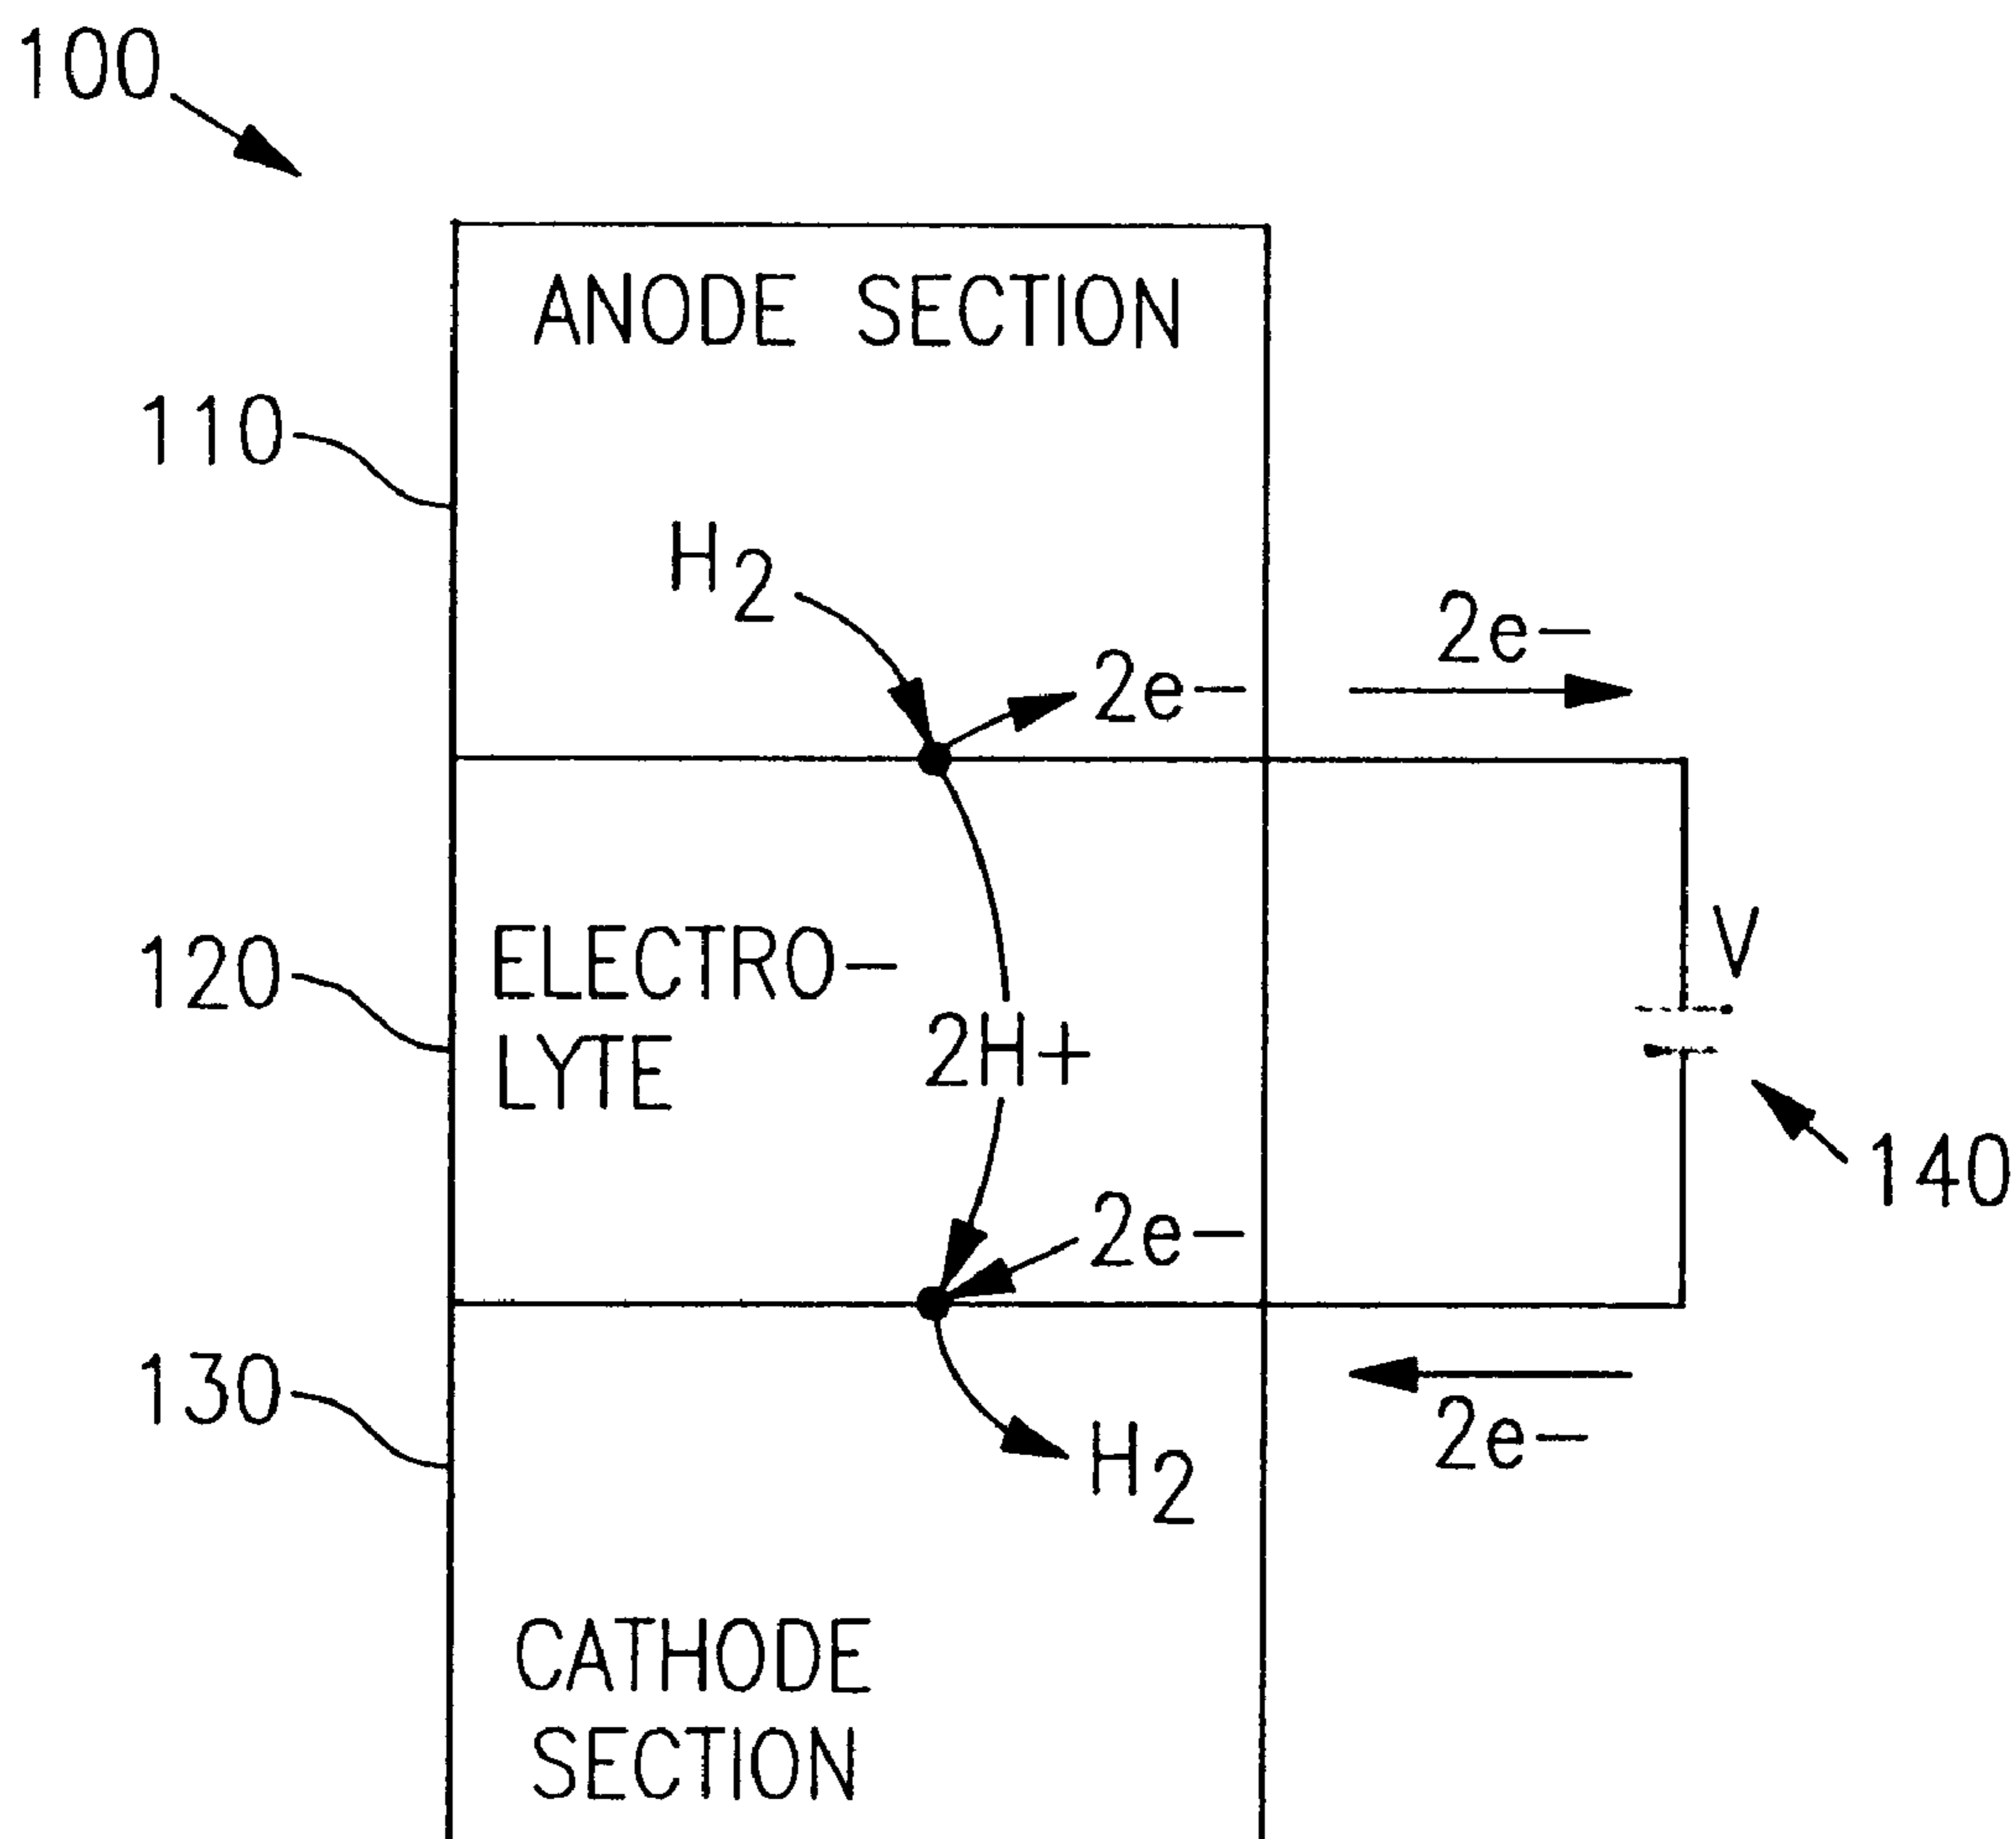 100
ANODE SECTION
110
H2
2e-
2e-
V
120
ELECTRO-
LYTE
2H+
140
2e-
130
2e-
H2
CATHODE
SECTION